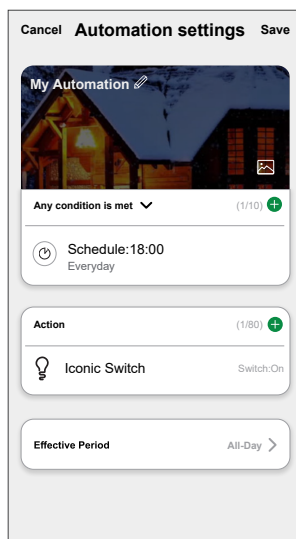 Cancel Automation settings Save
My Automation
Any condition is met (1/10)
Schedule:18:00
Everyday
Action (1/80)
Iconic Switch Switch:On
Effective Period All-Day